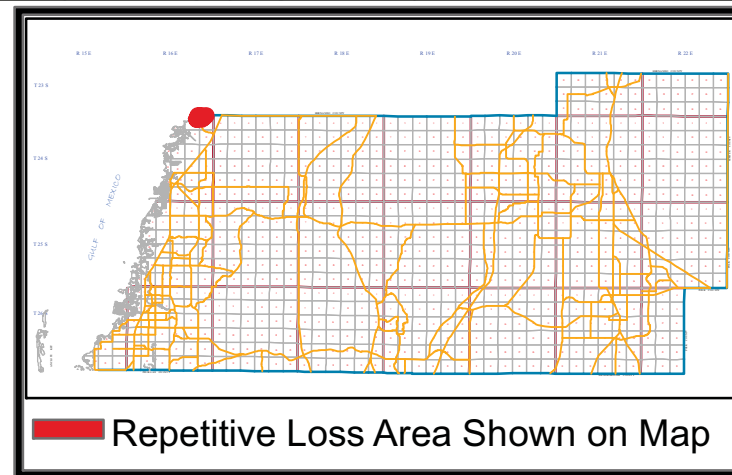 R 15 E R 16 E R 17 E R 18 E R 19 E R 20 E R 21 E R 22 E
T 23 S
T 24 S
GULF OF MEXICO
T 25 S
T 26 S
Repetitive Loss Area Shown on Map